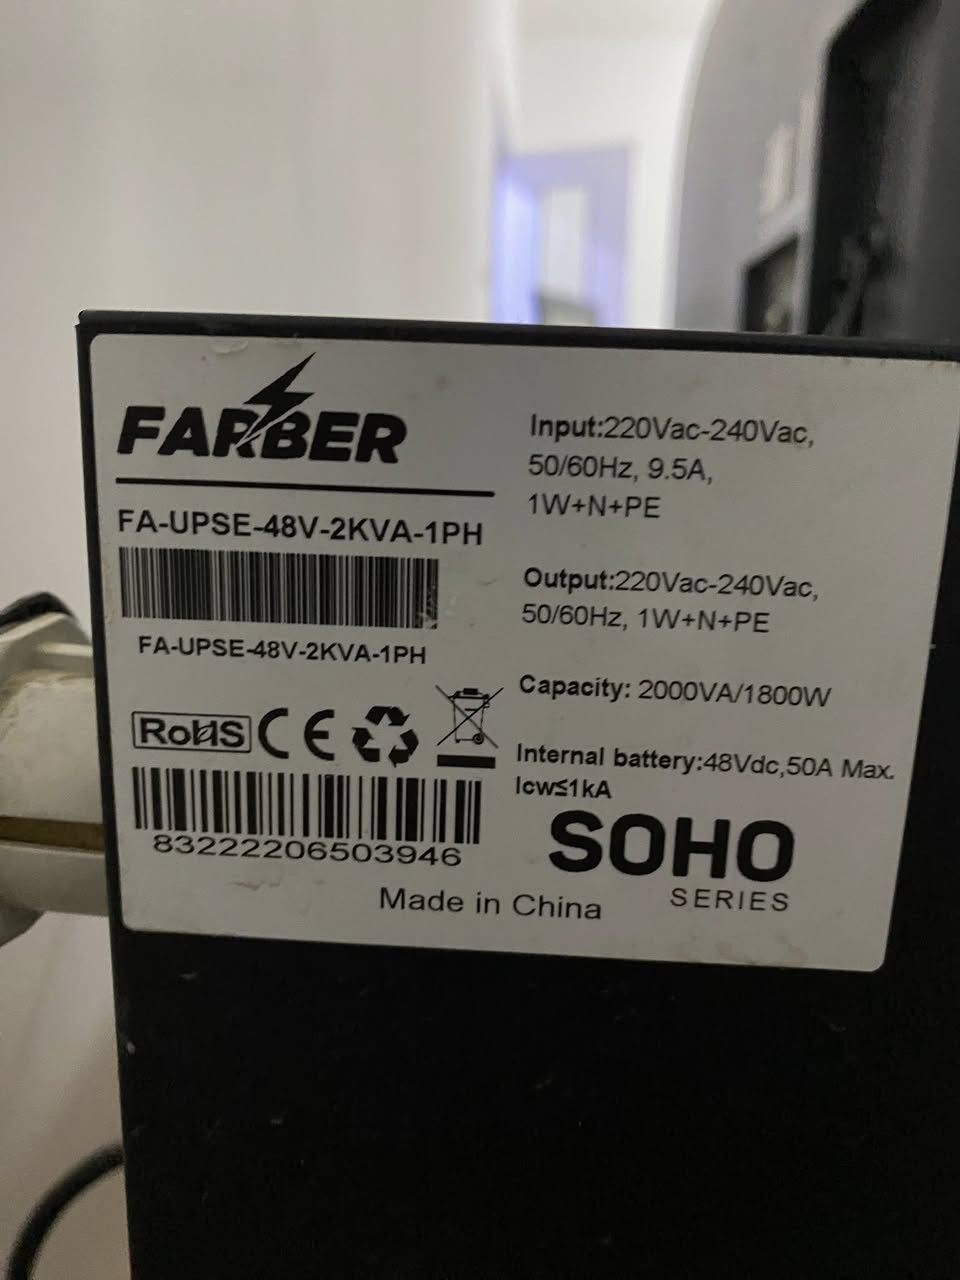 FARBER
FA-UPSE-48V-2KVA-1PH
FA-UPSE-48V-2KVA-1PH
RoHS CE
83222206503946
Input:220Vac-240Vac,
50/60Hz, 9.5A,
1W+N+PE
Output:220Vac-240Vac,
50/60Hz, 1W+N+PE
Capacity: 2000VA/1800W
Internal battery:48Vdc,50A Max.
Icw≤1kA
SOHO
SERIES
Made in China